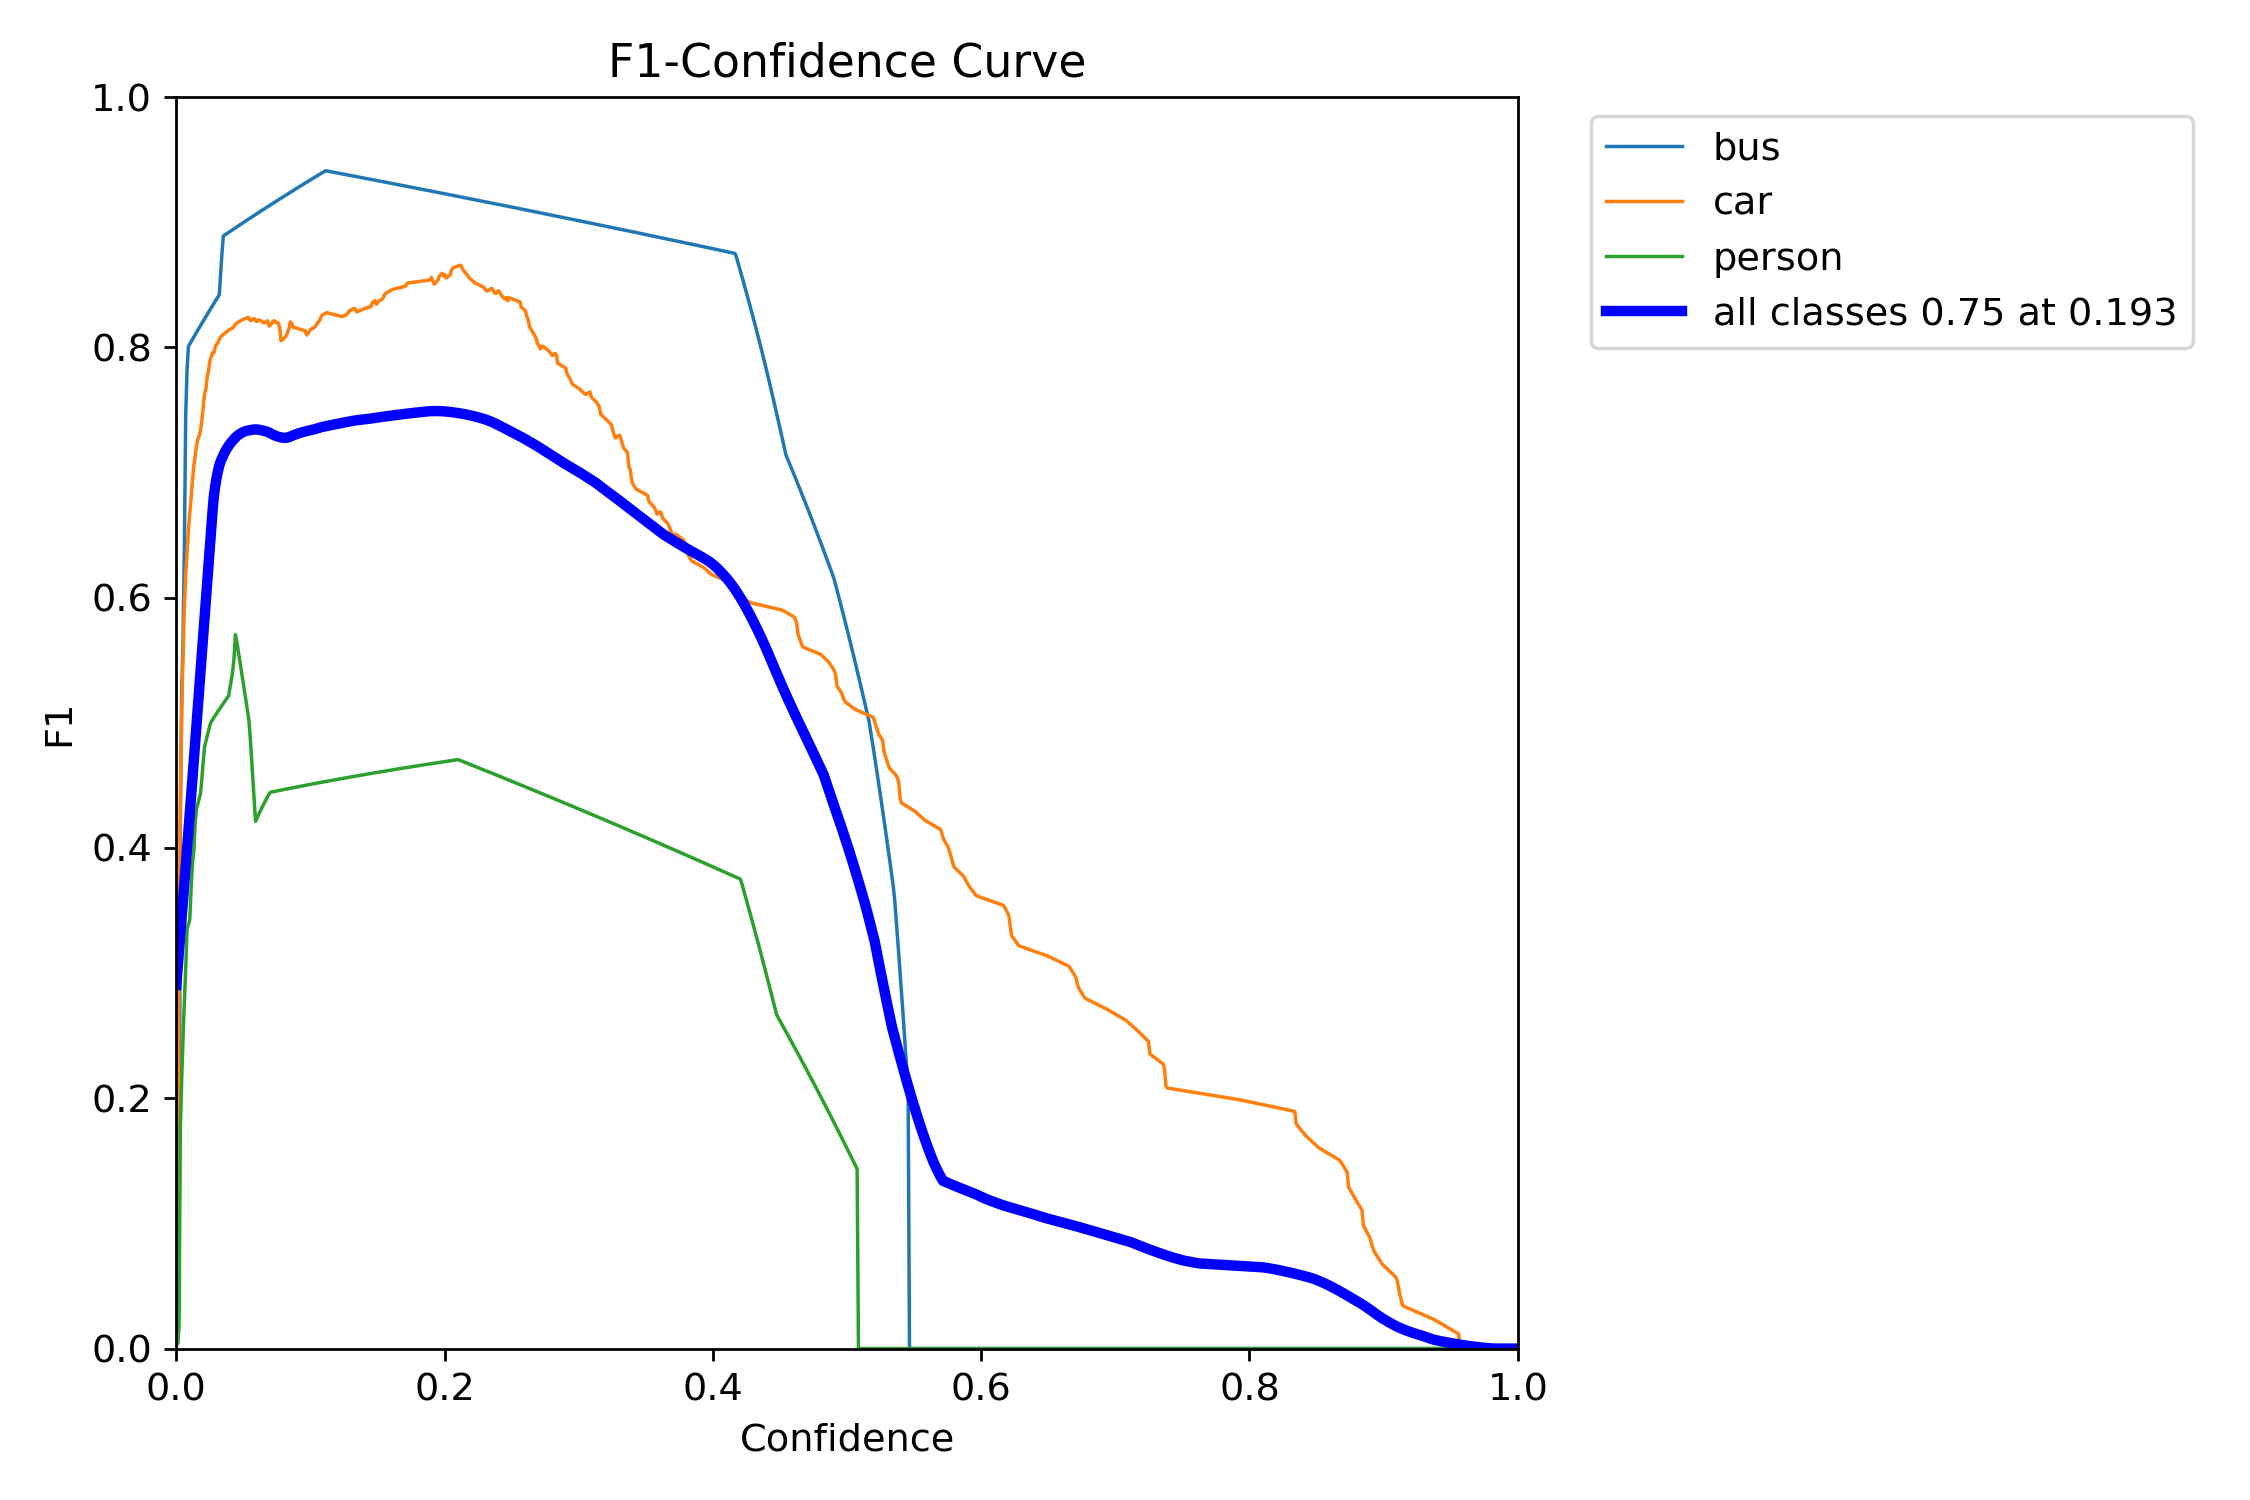 F1-Confidence Curve
1.0
0.8
0.6
0.4
0.2
0.0
F1
0.0 0.2 0.4 0.6 0.8 1.0
Confidence
bus
car
person
all classes 0.75 at 0.193